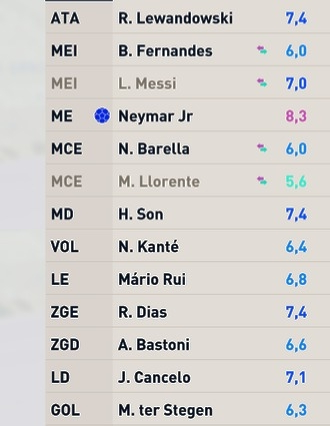 ATA R. Lewandowski 7,4
MEI B. Fernandes 6,0
MEI L. Messi 7,0
ME Neymar Jr 8,3
MCE N. Barella 6,0
MCE M. Llorente 5,6
MD H. Son 7,4
VOL N. Kanté 6,4
LE Mário Rui 6,8
ZGE R. Dias 7,4
ZGD A. Bastoni 6,6
LD J. Cancelo 7,1
GOL M. ter Stegen 6,3